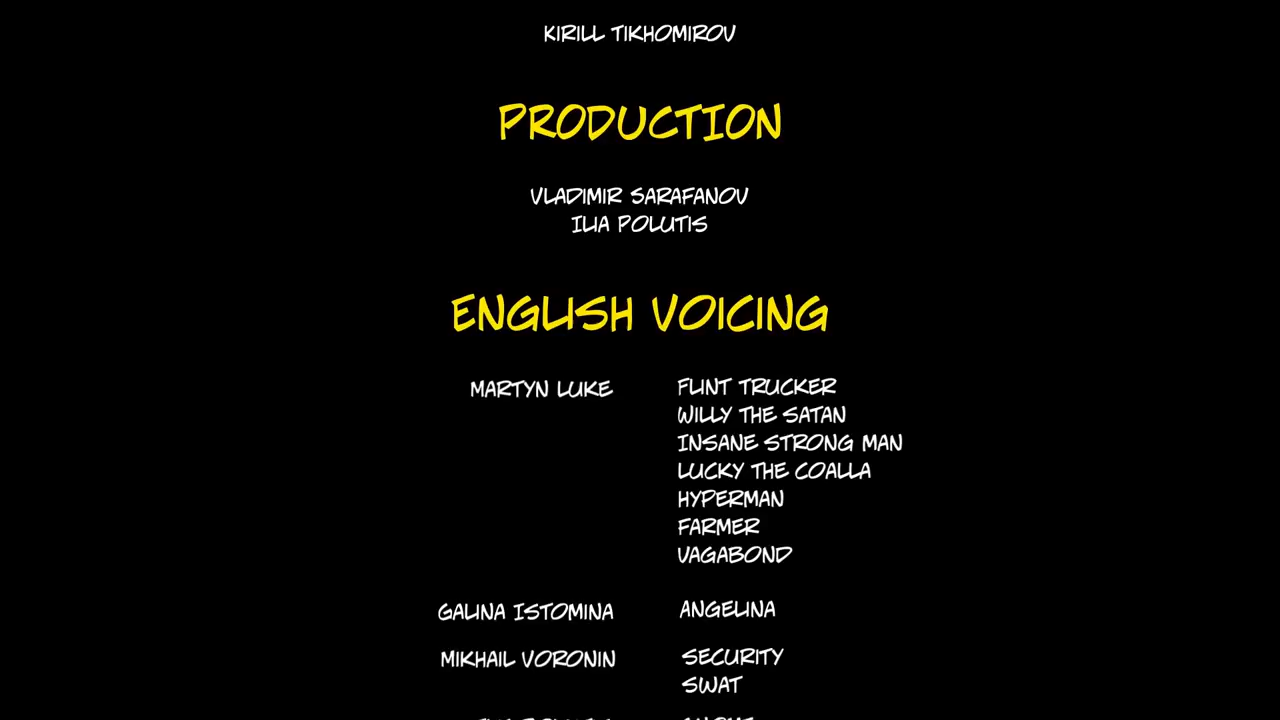 KIRILL TIKHOMIROV
PRODUCTION
VLADIMIR SARAFANOV
ILIA POLUTIS
ENGLISH VOICING
MARTYN LUKE FLINT TRUCKER
WILLY THE SATAN
INSANE STRONG MAN
LUCKY THE COALLA
HYPERMAN
FARMER
VAGABOND
GALINA ISTOMINA ANGELINA
MIKHAIL VORONIN SECURITY
SWAT